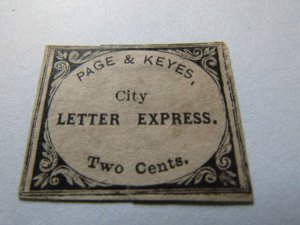 PAGE & KEYES,
City
LETTER EXPRESS.
Two Cents.